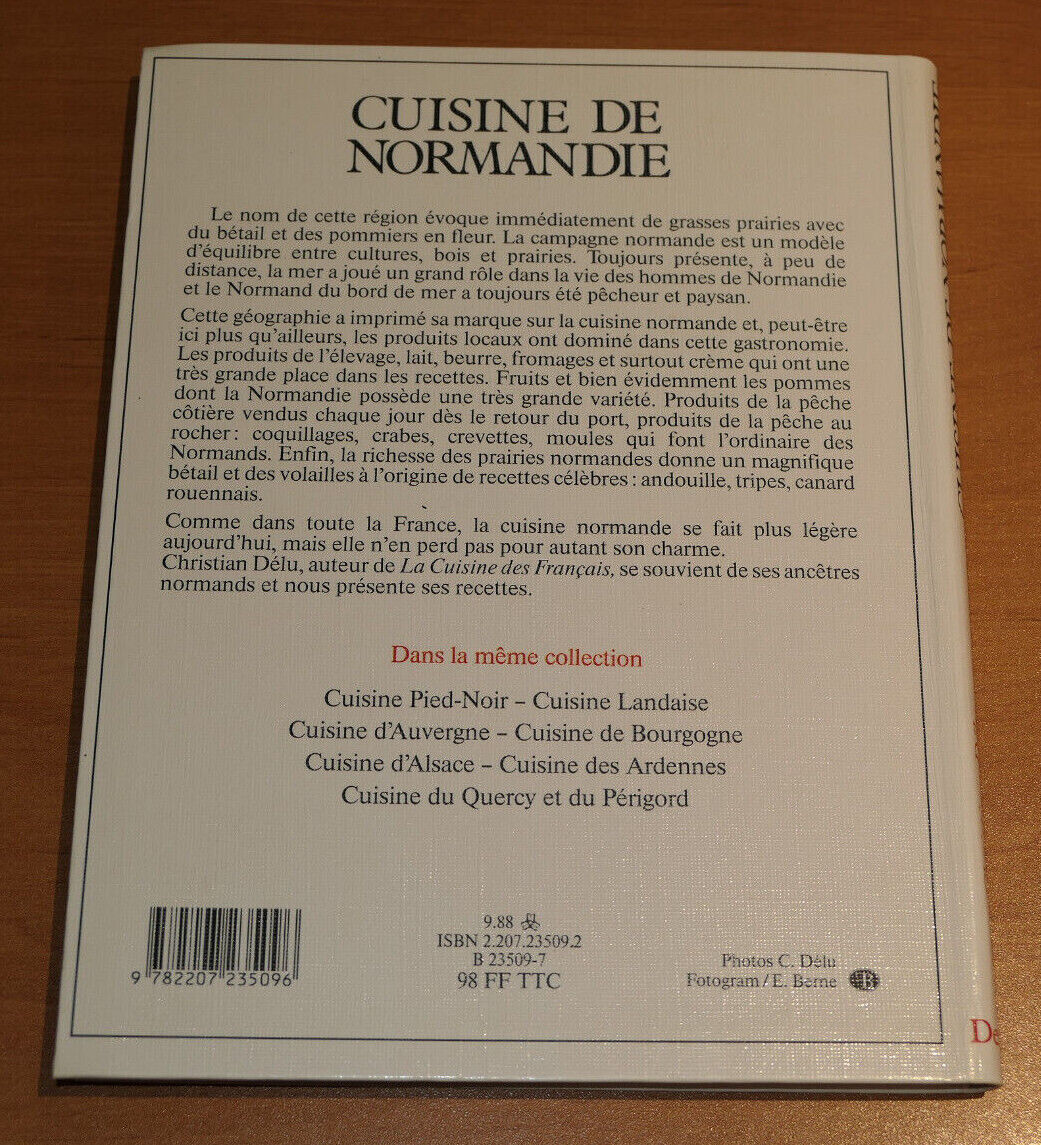 CUISINE DE
NORMANDIE
Le nom de cette région évoque immédiatement de grasses prairies avec
du bétail et des pommiers en fleur. La campagne normande est un modèle
d'équilibre entre cultures, bois et prairies. Toujours présente, à peu de
distance, la mer a joué un grand rôle dans la vie des hommes de Normandie
et le Normand du bord de mer a toujours été pêcheur et paysan.
Cette géographie a imprimé sa marque sur la cuisine normande et, peut-être
ici plus qu'ailleurs, les produits locaux ont dominé dans cette gastronomie.
Les produits de l'élevage, lait, beurre, fromages et surtout crème qui ont une
très grande place dans les recettes. Fruits et bien évidemment les pommes
dont la Normandie possède une très grande variété. Produits de la pêche
côtière vendus chaque jour dès le retour du port, produits de la pêche au
rocher : coquillages, crabes, crevettes, moules qui font l'ordinaire des
Normands. Enfin, la richesse des prairies normandes donne un magnifique
bétail et des volailles à l'origine de recettes célèbres : andouille, tripes, canard
rouennais.
Comme dans toute la France, la cuisine normande se fait plus légère
aujourd'hui, mais elle n'en perd pas pour autant son charme.
Christian Délu, auteur de La Cuisine des Français, se souvient de ses ancêtres
normands et nous présente ses recettes.
Dans la même collection
Cuisine Pied-Noir – Cuisine Landaise
Cuisine d'Auvergne – Cuisine de Bourgogne
Cuisine d'Alsace – Cuisine des Ardennes
Cuisine du Quercy et du Périgord
9 782207 235096
9.88
ISBN 2.207.23509.2
B 23509-7
98 FF TTC
Photos C. Délu
Fotogram / E. Berne
B
CUISINE DE NORMANDIE
De